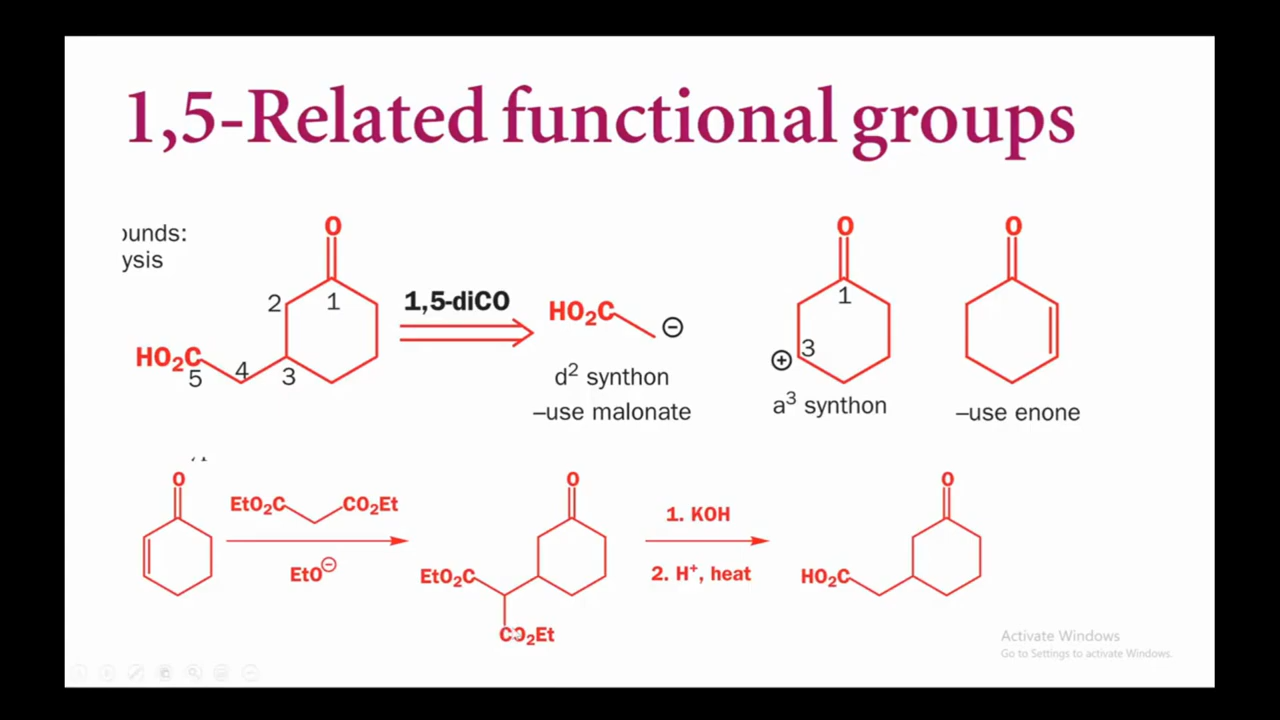 1,5-Related functional groups
ounds:
ysis
O
2
1
HO₂C
5
4
3
1,5-diCO
HO₂C
⊖
d² synthon
–use malonate
O
1
3
⊕
a³ synthon
O
–use enone
O
EtO₂C
CO₂Et
EtO⊖
O
EtO₂C
CO₂Et
1. KOH
2. H⁺, heat
O
HO₂C
Activate Windows
Go to Settings to activate Windows.